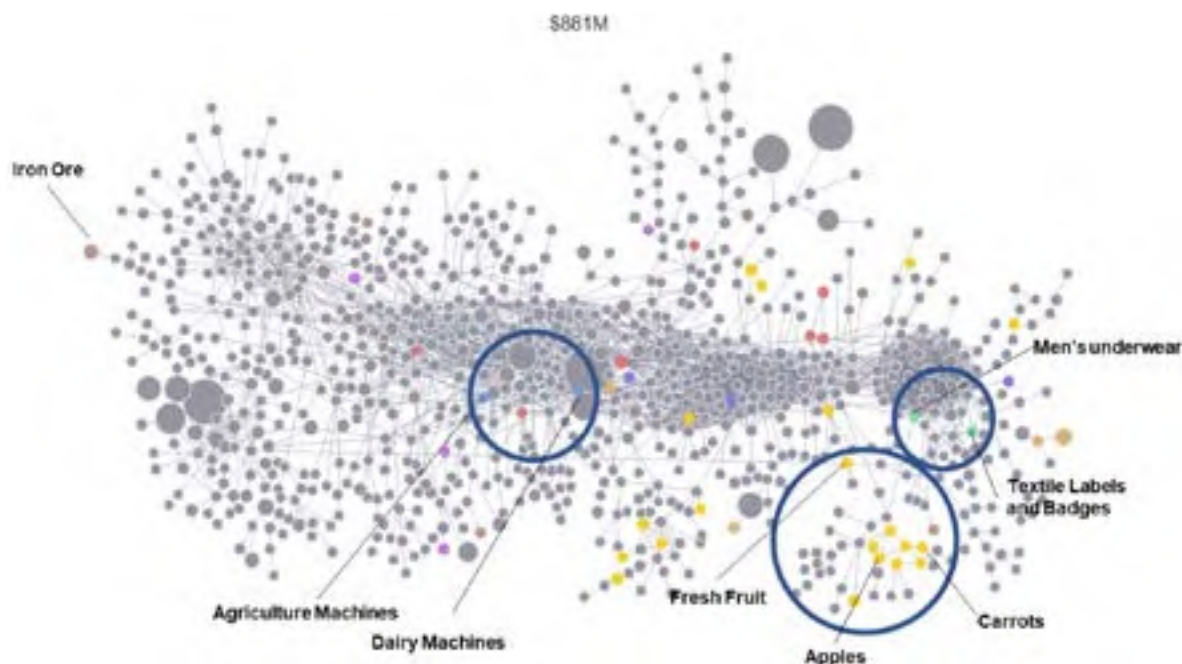 $881M
Iron Ore
Men's underwear
Textile Labels
and Badges
Fresh Fruit
Agriculture Machines
Carrots
Dairy Machines
Apples